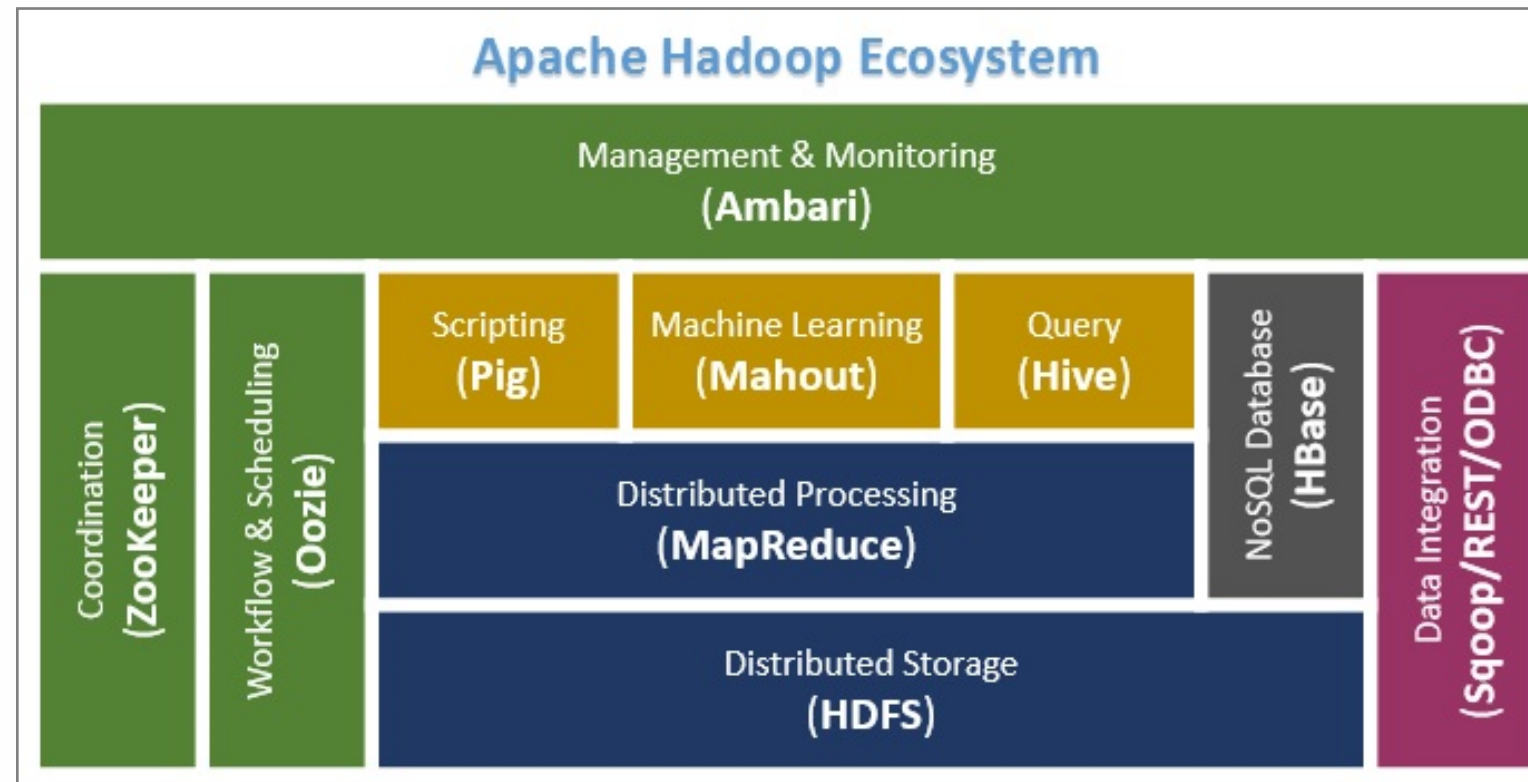 Apache Hadoop Ecosystem
Management & Monitoring
(Ambari)
Coordination
(ZooKeeper)
Workflow & Scheduling
(Oozie)
Scripting
(Pig)
Machine Learning
(Mahout)
Query
(Hive)
NoSQL Database
(HBase)
Data Integration
(Sqoop/REST/ODBC)
Distributed Processing
(MapReduce)
Distributed Storage
(HDFS)